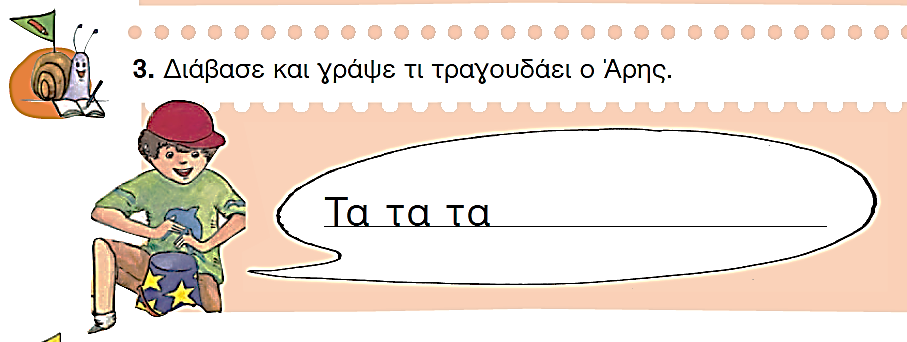 3. Διάβασε και γράψε τι τραγουδάει ο Άρης.
Τα τα τα